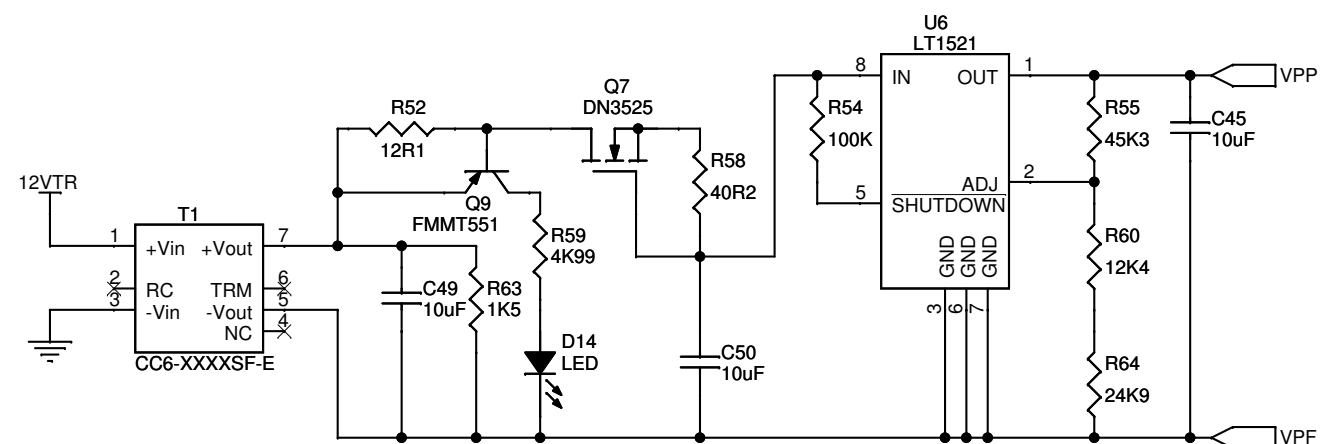 U6
LT1521
8
IN
OUT
1
VPP
R52
12R1
Q7
DN3525
R54
100K
R55
45K3
C45
10uF
R58
40R2
5
SHUTDOWN
ADJ
2
12VTR
Q9
FMMT551
T1
1
+Vin
+Vout
7
R59
4K99
GND
GND
GND
R60
12K4
2
RC
TRM
6
3
-Vin
-Vout
5
NC
4
CC6-XXXXSF-E
C49
10uF
R63
1K5
3
6
7
D14
LED
C50
10uF
R64
24K9